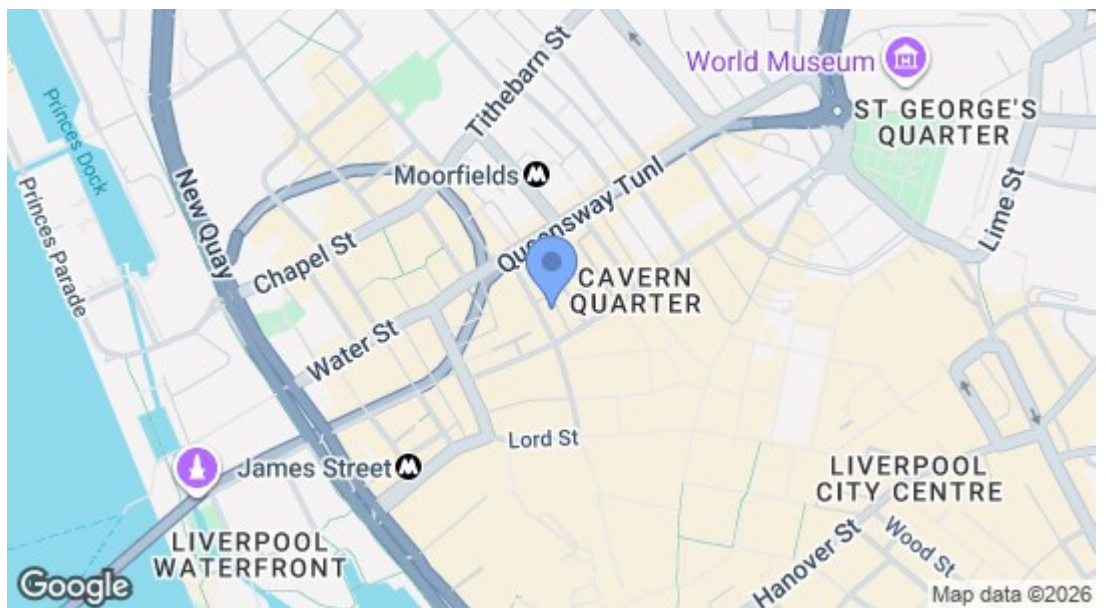 World Museum
ST GEORGE'S
QUARTER
Tithebarn St
Princes Dock
Moorfields
Queensway Tunl
Lime St
New Quay
Princes Parade
Chapel St
CAVERN
QUARTER
Water St
Lord St
James Street
LIVERPOOL
CITY CENTRE
LIVERPOOL
WATERFRONT
Hanover St
Wood St
Google
Map data ©2026